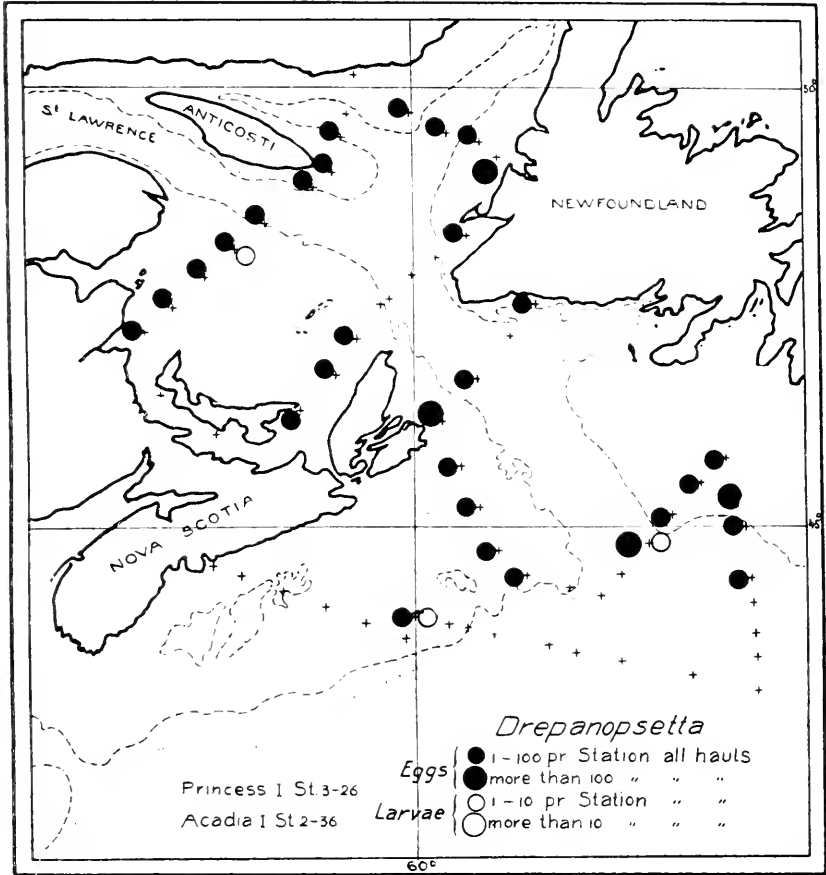 50°
St LAWRENCE
ANTICOSTI
NEWFOUNDLAND
NOVA SCOTIA
45°
Drepanopsetta
Eggs
1-100 pr Station all hauls
more than 100 " " "
Larvae
1-10 pr Station " "
more than 10 " " "
Princess I St. 3-26
Acadia I St 2-36
60°